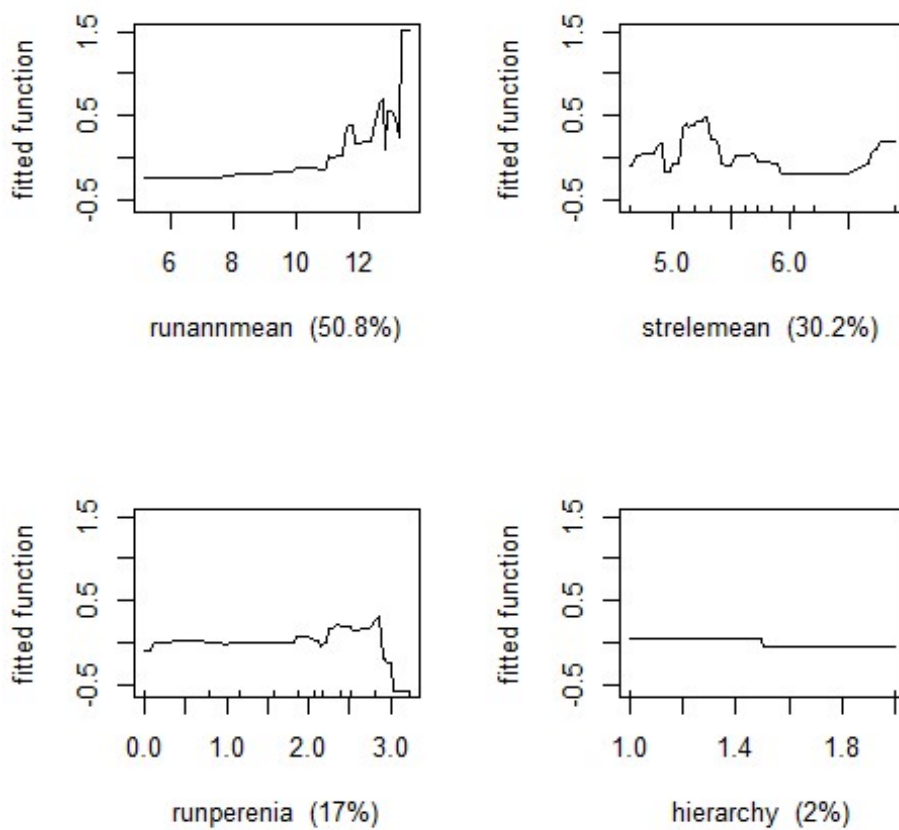 fitted function
1.5
0.5
-0.5
6 8 10 12
runannmean (50.8%)
fitted function
1.5
0.5
-0.5
5.0 6.0
strelemean (30.2%)
fitted function
1.5
0.5
-0.5
0.0 1.0 2.0 3.0
runperenia (17%)
fitted function
1.5
0.5
-0.5
1.0 1.4 1.8
hierarchy (2%)